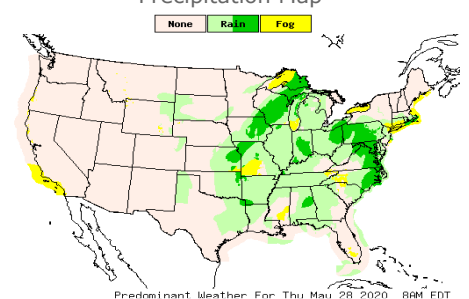 Precipitation Map
None Rain Fog
Predominant Weather For Thu May 28 2020 8AM EDT